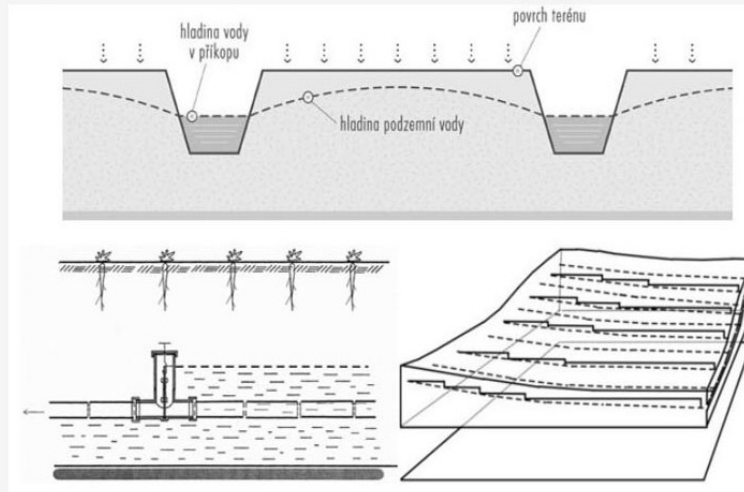 hladina vody
v příkopu
povrch terénu
hladina podzemní vody